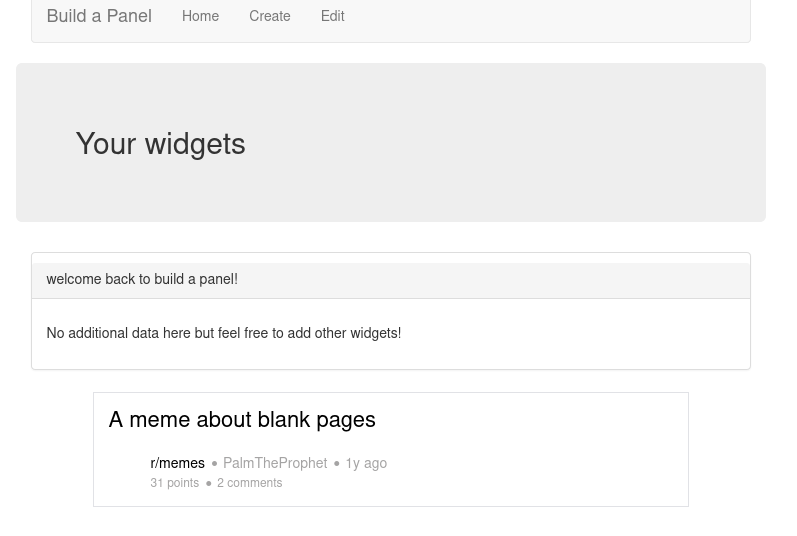 Build a Panel Home Create Edit
Your widgets
welcome back to build a panel!
No additional data here but feel free to add other widgets!
A meme about blank pages
r/memes • PalmTheProphet • 1y ago
31 points • 2 comments